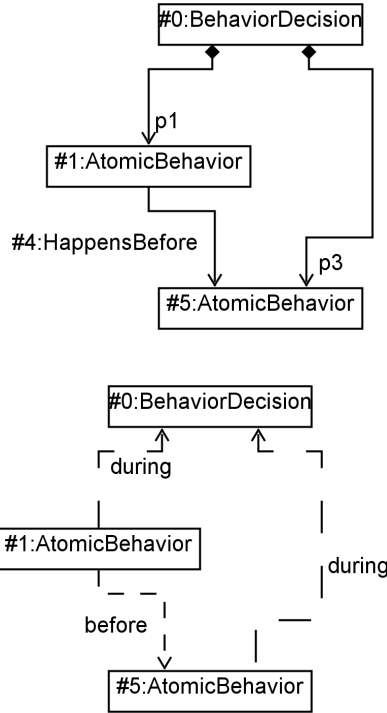 #0:BehaviorDecision
p1
#1:AtomicBehavior
#4:HappensBefore
p3
#5:AtomicBehavior
#0:BehaviorDecision
during
#1:AtomicBehavior
during
before
#5:AtomicBehavior